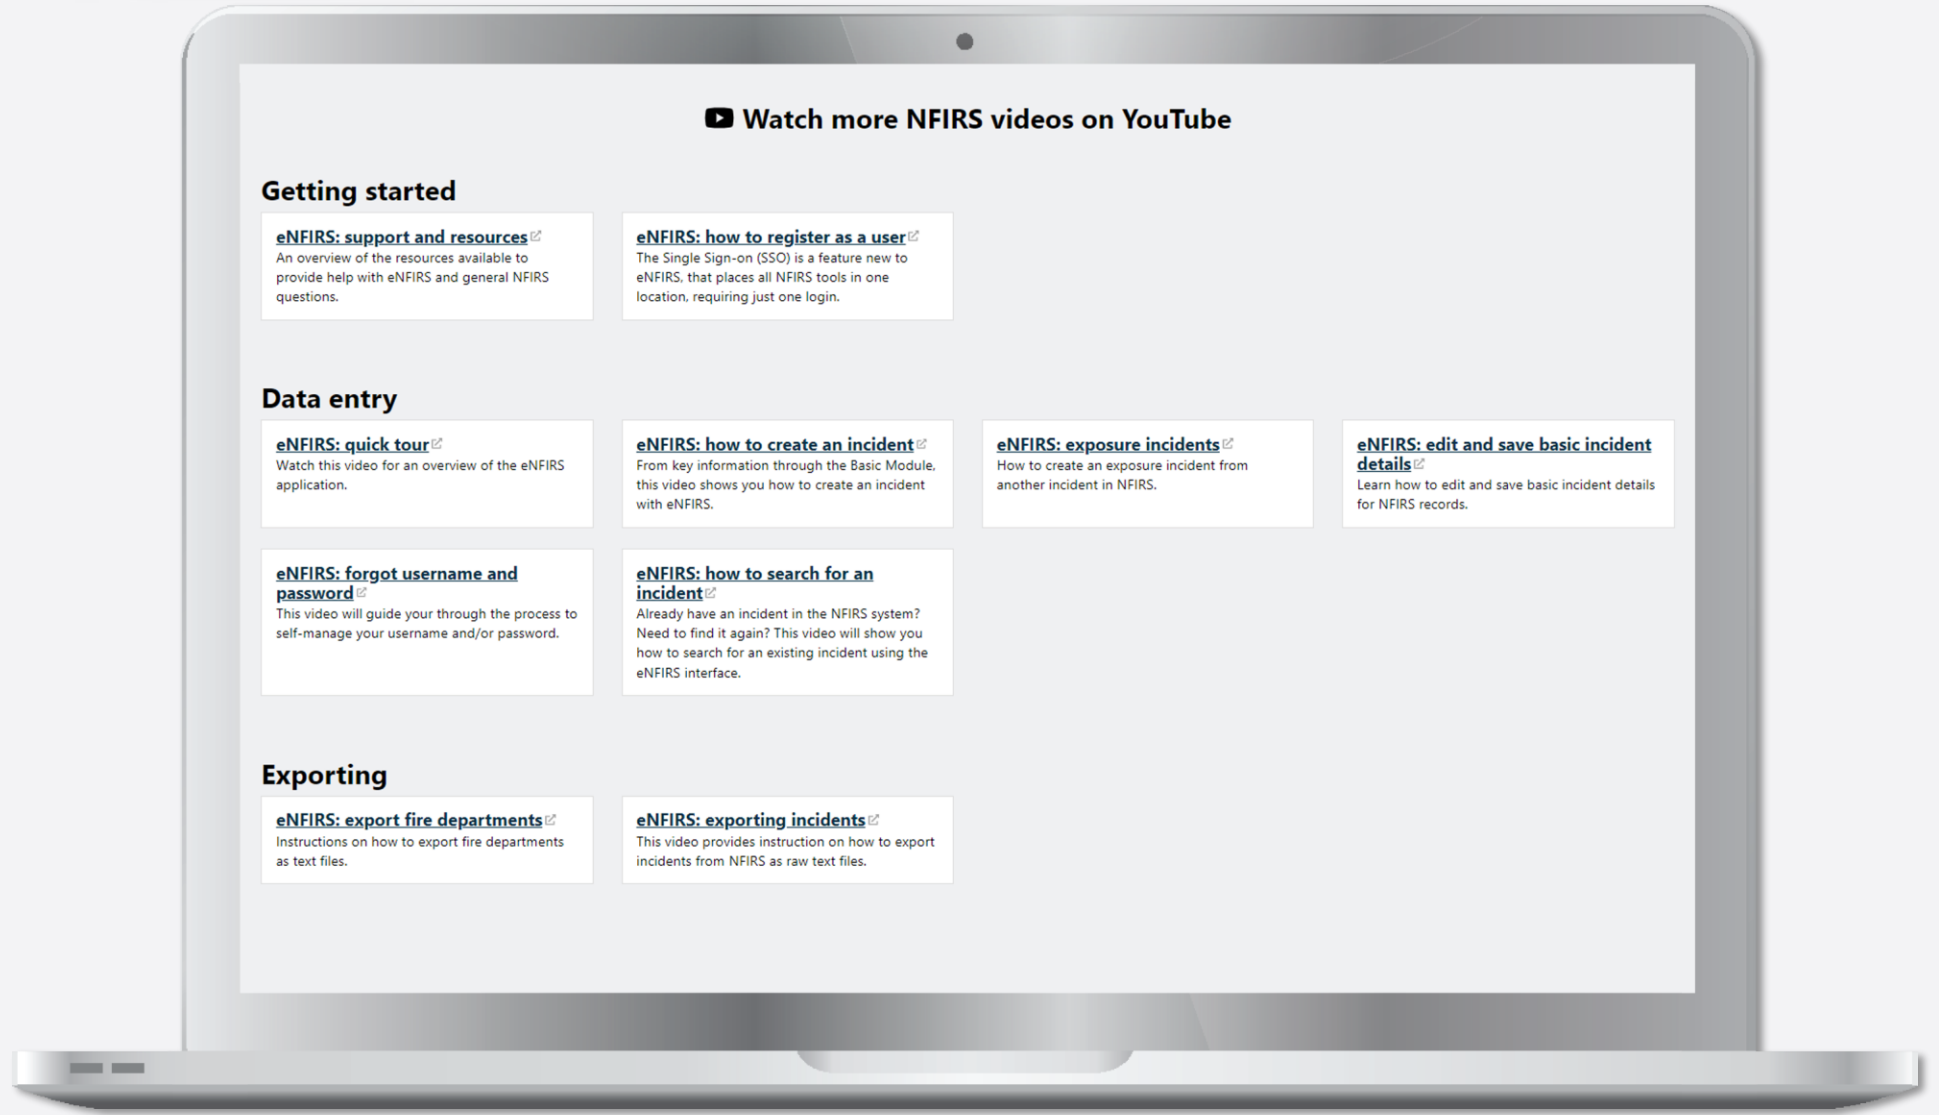 Watch more NFIRS videos on YouTube
Getting started
eNFIRS: support and resources
An overview of the resources available to
provide help with eNFIRS and general NFIRS
questions.
eNFIRS: how to register as a user
The Single Sign-on (SSO) is a feature new to
eNFIRS, that places all NFIRS tools in one
location, requiring just one login.
Data entry
eNFIRS: quick tour
Watch this video for an overview of the eNFIRS
application.
eNFIRS: how to create an incident
From key information through the Basic Module,
this video shows you how to create an incident
with eNFIRS.
eNFIRS: exposure incidents
How to create an exposure incident from
another incident in NFIRS.
eNFIRS: edit and save basic incident
details
Learn how to edit and save basic incident details
for NFIRS records.
eNFIRS: forgot username and
password
This video will guide your through the process to
self-manage your username and/or password.
eNFIRS: how to search for an
incident
Already have an incident in the NFIRS system?
Need to find it again? This video will show you
how to search for an existing incident using the
eNFIRS interface.
Exporting
eNFIRS: export fire departments
Instructions on how to export fire departments
as text files.
eNFIRS: exporting incidents
This video provides instruction on how to export
incidents from NFIRS as raw text files.